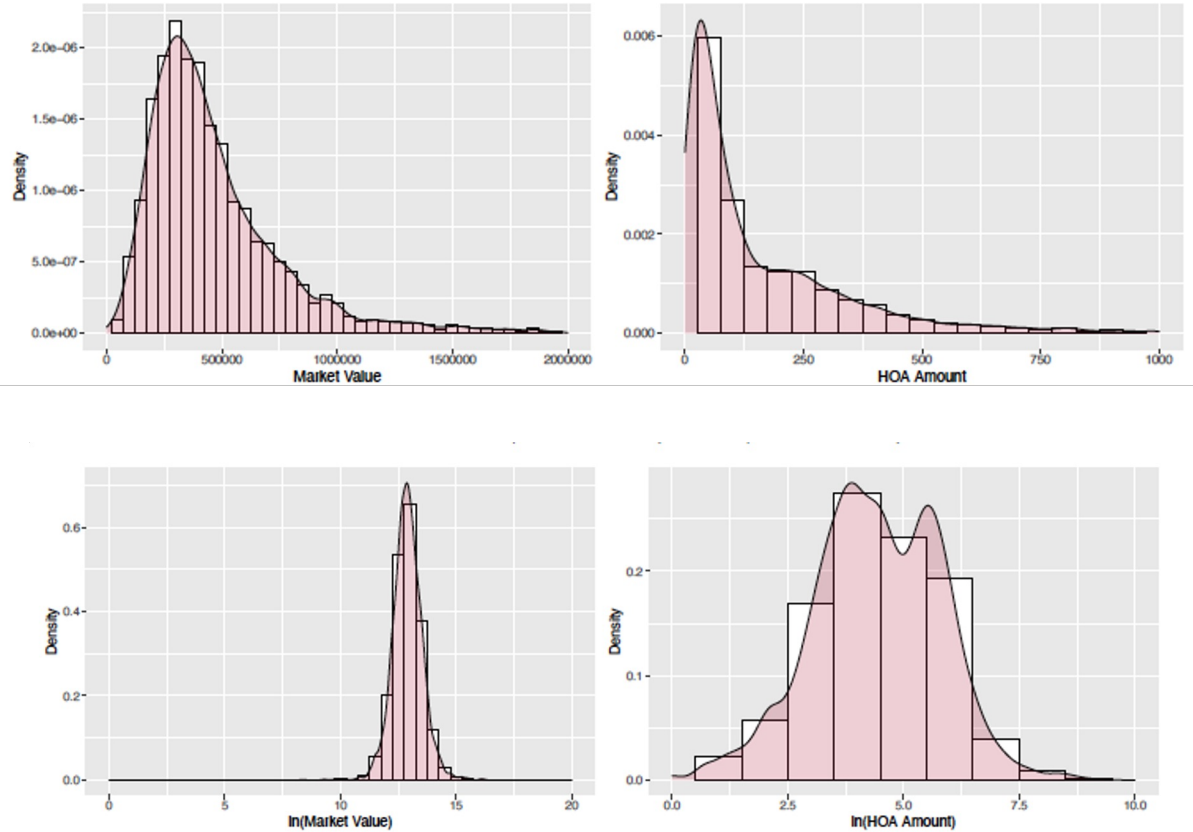 2.0e−06
1.5e−06
1.0e−06
5.0e−07
0.0e+00
Density
0 500000 1000000 1500000 2000000
Market Value
0.006
0.004
0.002
0.000
Density
0 250 500 750 1000
HOA Amount
0.6
0.4
0.2
0.0
Density
0 5 10 15 20
ln(Market Value)
0.2
0.1
0.0
Density
0.0 2.5 5.0 7.5 10.0
ln(HOA Amount)